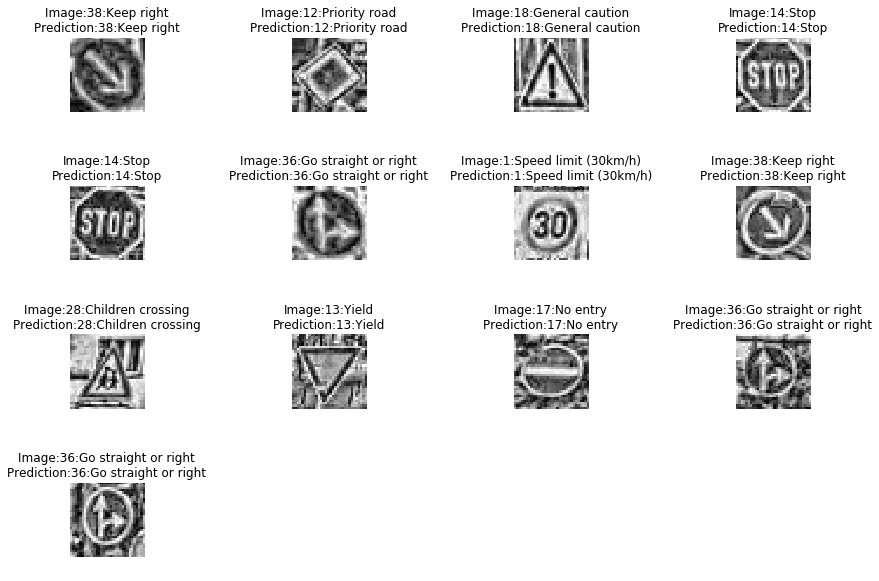 Image:38:Keep right
Prediction:38:Keep right
Image:12:Priority road
Prediction:12:Priority road
Image:18:General caution
Prediction:18:General caution
Image:14:Stop
Prediction:14:Stop
STOP
Image:14:Stop
Prediction:14:Stop
STOP
Image:36:Go straight or right
Prediction:36:Go straight or right
Image:1:Speed limit (30km/h)
Prediction:1:Speed limit (30km/h)
30
Image:38:Keep right
Prediction:38:Keep right
Image:28:Children crossing
Prediction:28:Children crossing
Image:13:Yield
Prediction:13:Yield
Image:17:No entry
Prediction:17:No entry
Image:36:Go straight or right
Prediction:36:Go straight or right
Image:36:Go straight or right
Prediction:36:Go straight or right